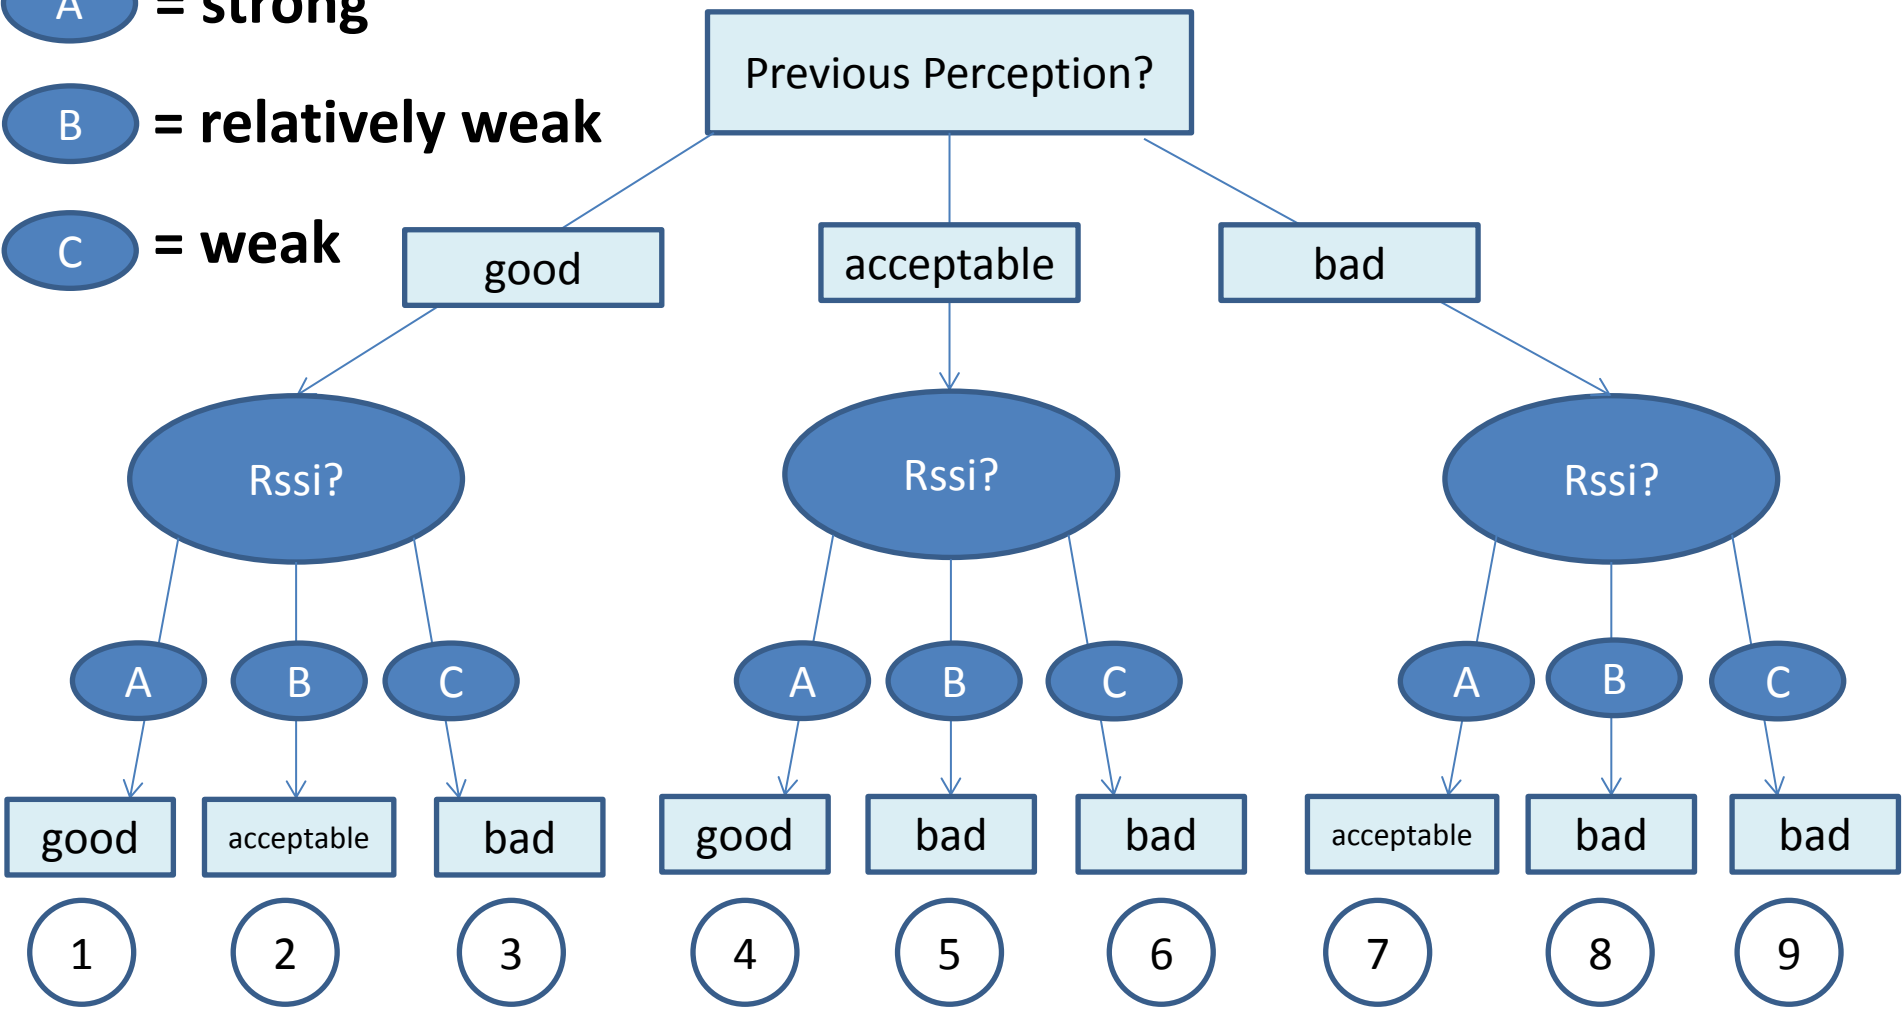 A = strong
B = relatively weak
C = weak
Previous Perception?
good acceptable bad
Rssi? Rssi? Rssi?
A B C A B C A B C
good acceptable bad good bad bad acceptable bad bad
1 2 3 4 5 6 7 8 9